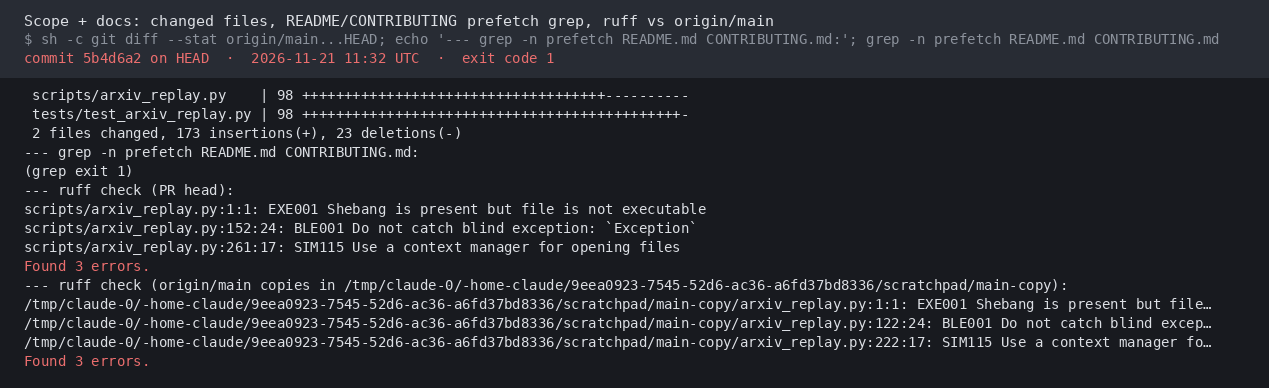 Scope + docs: changed files, README/CONTRIBUTING prefetch grep, ruff vs origin/main
$ sh -c git diff --stat origin/main...HEAD; echo '--- grep -n prefetch README.md CONTRIBUTING.md:'; grep -n prefetch README.md CONTRIBUTING.md
commit 5b4d6a2 on HEAD · 2026-11-21 11:32 UTC · exit code 1
scripts/arxiv_replay.py    | 98 ++++++++++++++++++++++++++++++++++++----------
tests/test_arxiv_replay.py | 98 +++++++++++++++++++++++++++++++++++++++++++++-
2 files changed, 173 insertions(+), 23 deletions(-)
--- grep -n prefetch README.md CONTRIBUTING.md:
(grep exit 1)
--- ruff check (PR head):
scripts/arxiv_replay.py:1:1: EXE001 Shebang is present but file is not executable
scripts/arxiv_replay.py:152:24: BLE001 Do not catch blind exception: `Exception`
scripts/arxiv_replay.py:261:17: SIM115 Use a context manager for opening files
Found 3 errors.
--- ruff check (origin/main copies in /tmp/claude-0/-home-claude/9eea0923-7545-52d6-ac36-a6fd37bd8336/scratchpad/main-copy):
/tmp/claude-0/-home-claude/9eea0923-7545-52d6-ac36-a6fd37bd8336/scratchpad/main-copy/arxiv_replay.py:1:1: EXE001 Shebang is present but file…
/tmp/claude-0/-home-claude/9eea0923-7545-52d6-ac36-a6fd37bd8336/scratchpad/main-copy/arxiv_replay.py:122:24: BLE001 Do not catch blind excep…
/tmp/claude-0/-home-claude/9eea0923-7545-52d6-ac36-a6fd37bd8336/scratchpad/main-copy/arxiv_replay.py:222:17: SIM115 Use a context manager fo…
Found 3 errors.